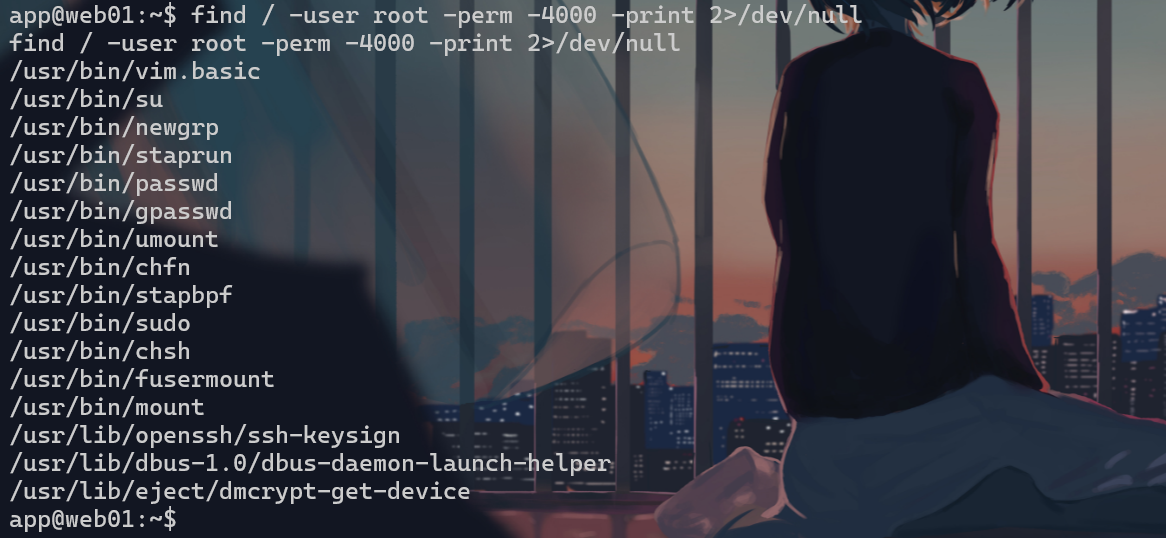 app@web01:~$ find / -user root -perm -4000 -print 2>/dev/null
find / -user root -perm -4000 -print 2>/dev/null
/usr/bin/vim.basic
/usr/bin/su
/usr/bin/newgrp
/usr/bin/staprun
/usr/bin/passwd
/usr/bin/gpasswd
/usr/bin/umount
/usr/bin/chfn
/usr/bin/stapbpf
/usr/bin/sudo
/usr/bin/chsh
/usr/bin/fusermount
/usr/bin/mount
/usr/lib/openssh/ssh-keysign
/usr/lib/dbus-1.0/dbus-daemon-launch-helper
/usr/lib/eject/dmcrypt-get-device
app@web01:~$